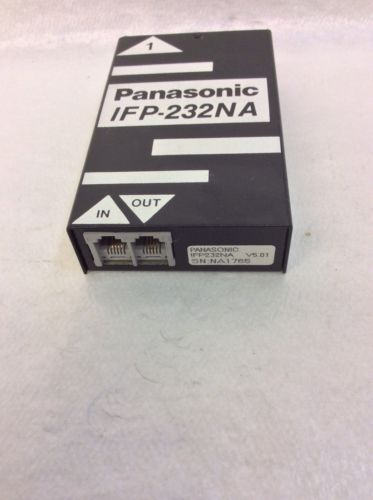 1
Panasonic
IFP-232NA
IN
OUT
PANASONIC
IFP232NA V5.01
SN:NA1765